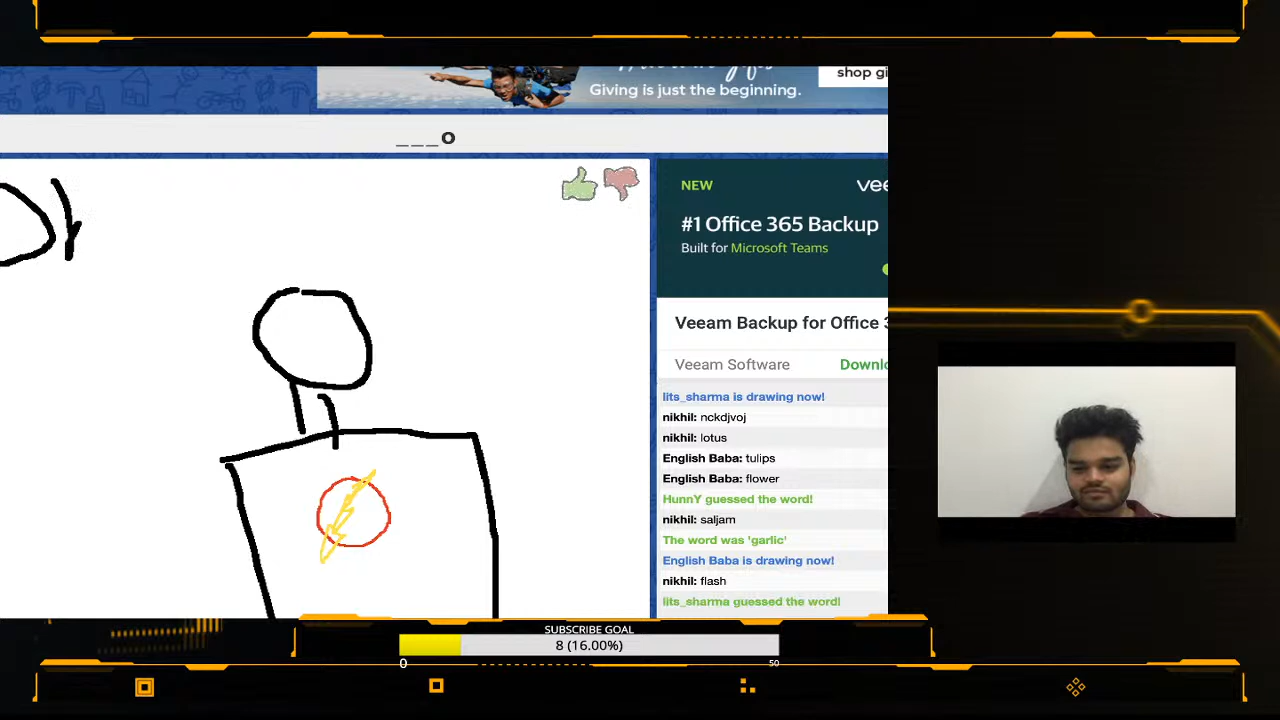 shop gi
Giving is just the beginning.
_ _ _ o
NEW
vee
#1 Office 365 Backup
Built for Microsoft Teams
Veeam Backup for Office 3
Veeam Software
Downlo
lits_sharma is drawing now!
nikhil: nckdjvoj
nikhil: lotus
English Baba: tulips
English Baba: flower
HunnY guessed the word!
nikhil: saljam
The word was 'garlic'
English Baba is drawing now!
nikhil: flash
lits_sharma guessed the word!
SUBSCRIBE GOAL
8 (16.00%)
0
50